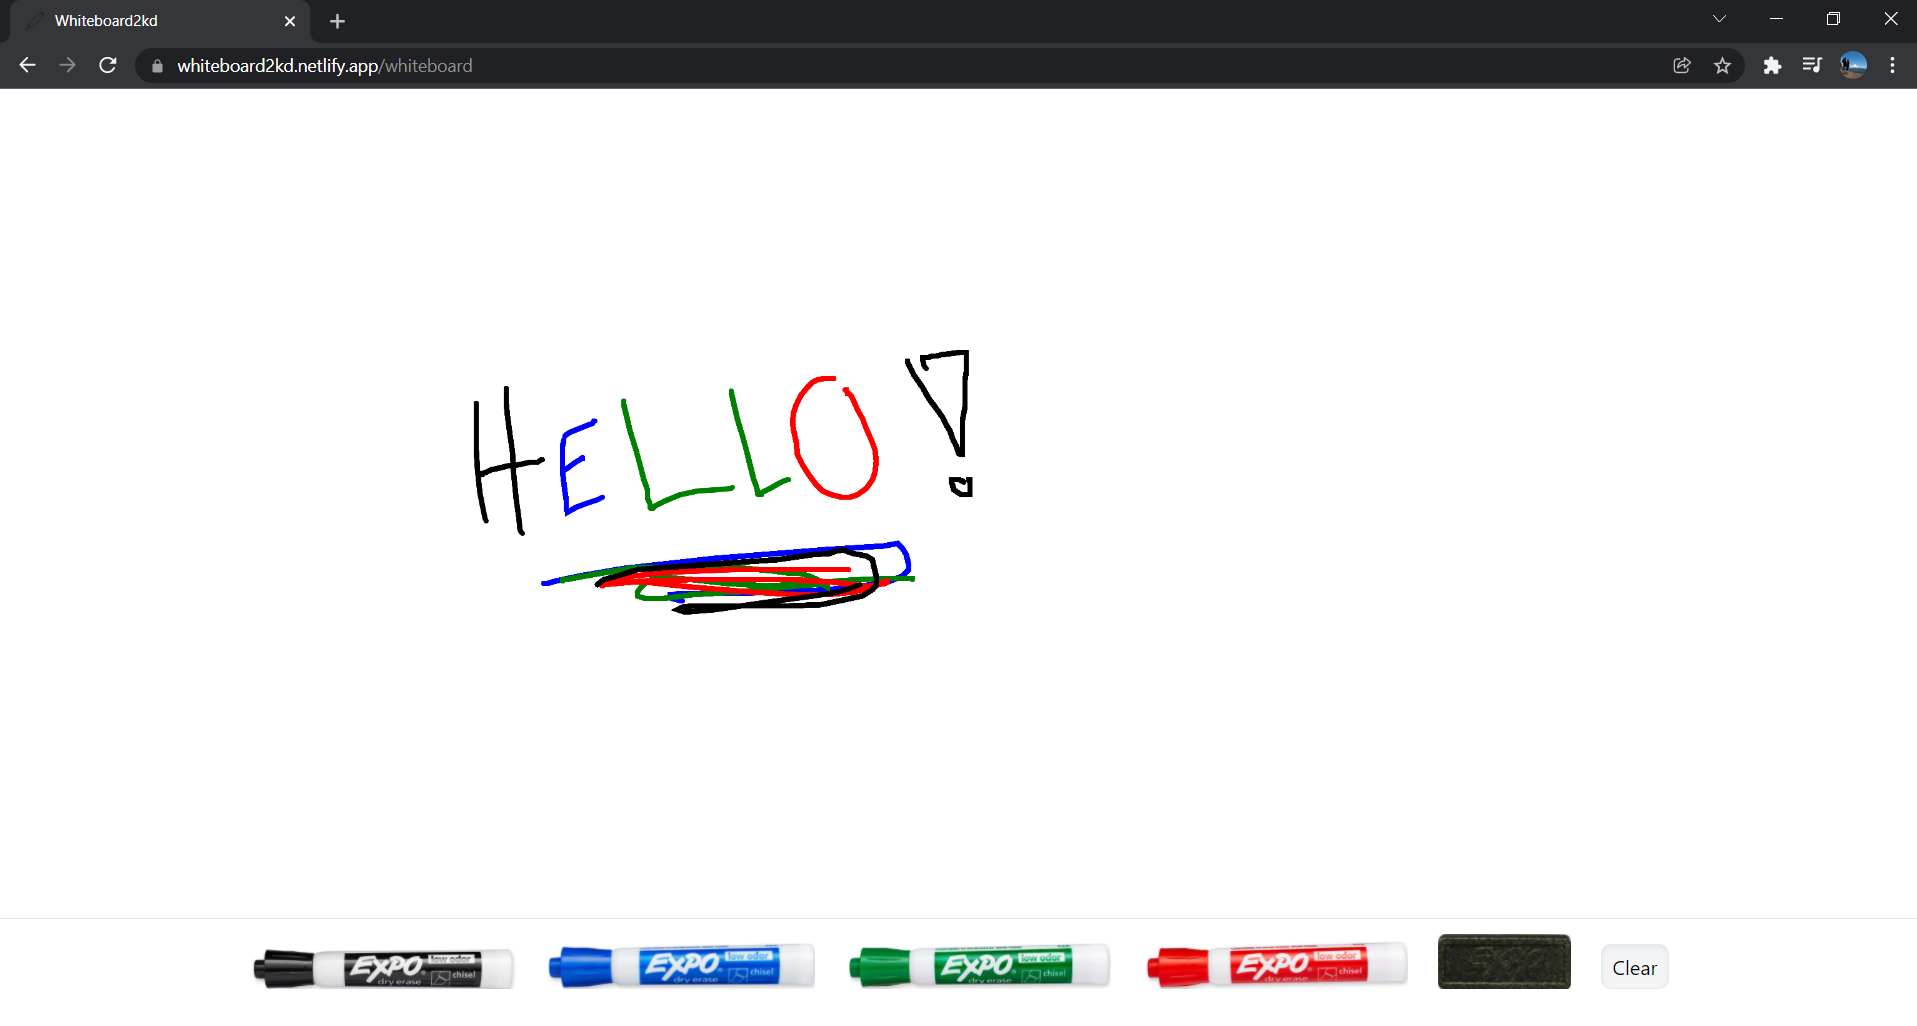 Whiteboard2kd
whiteboard2kd.netlify.app/whiteboard
HELLO!
EXPO low odor chisel dry erase
EXPO low odor chisel dry erase
EXPO low odor chisel dry erase
EXPO low odor chisel dry erase
EXPO
Clear